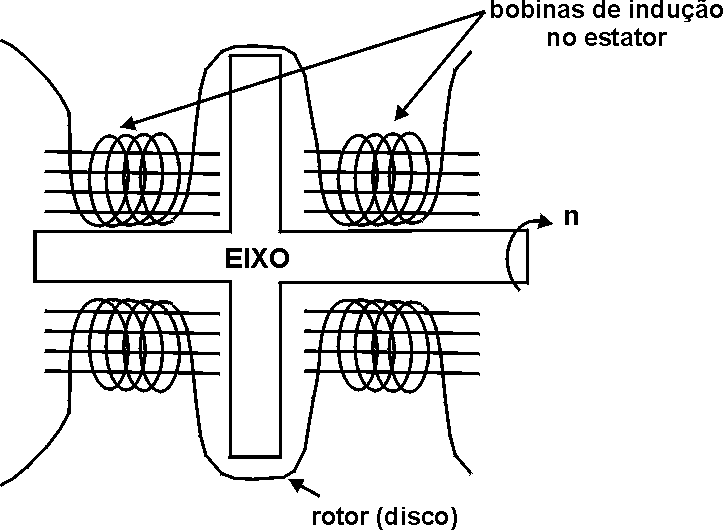 bobinas de indução
no estator
n
EIXO
rotor (disco)